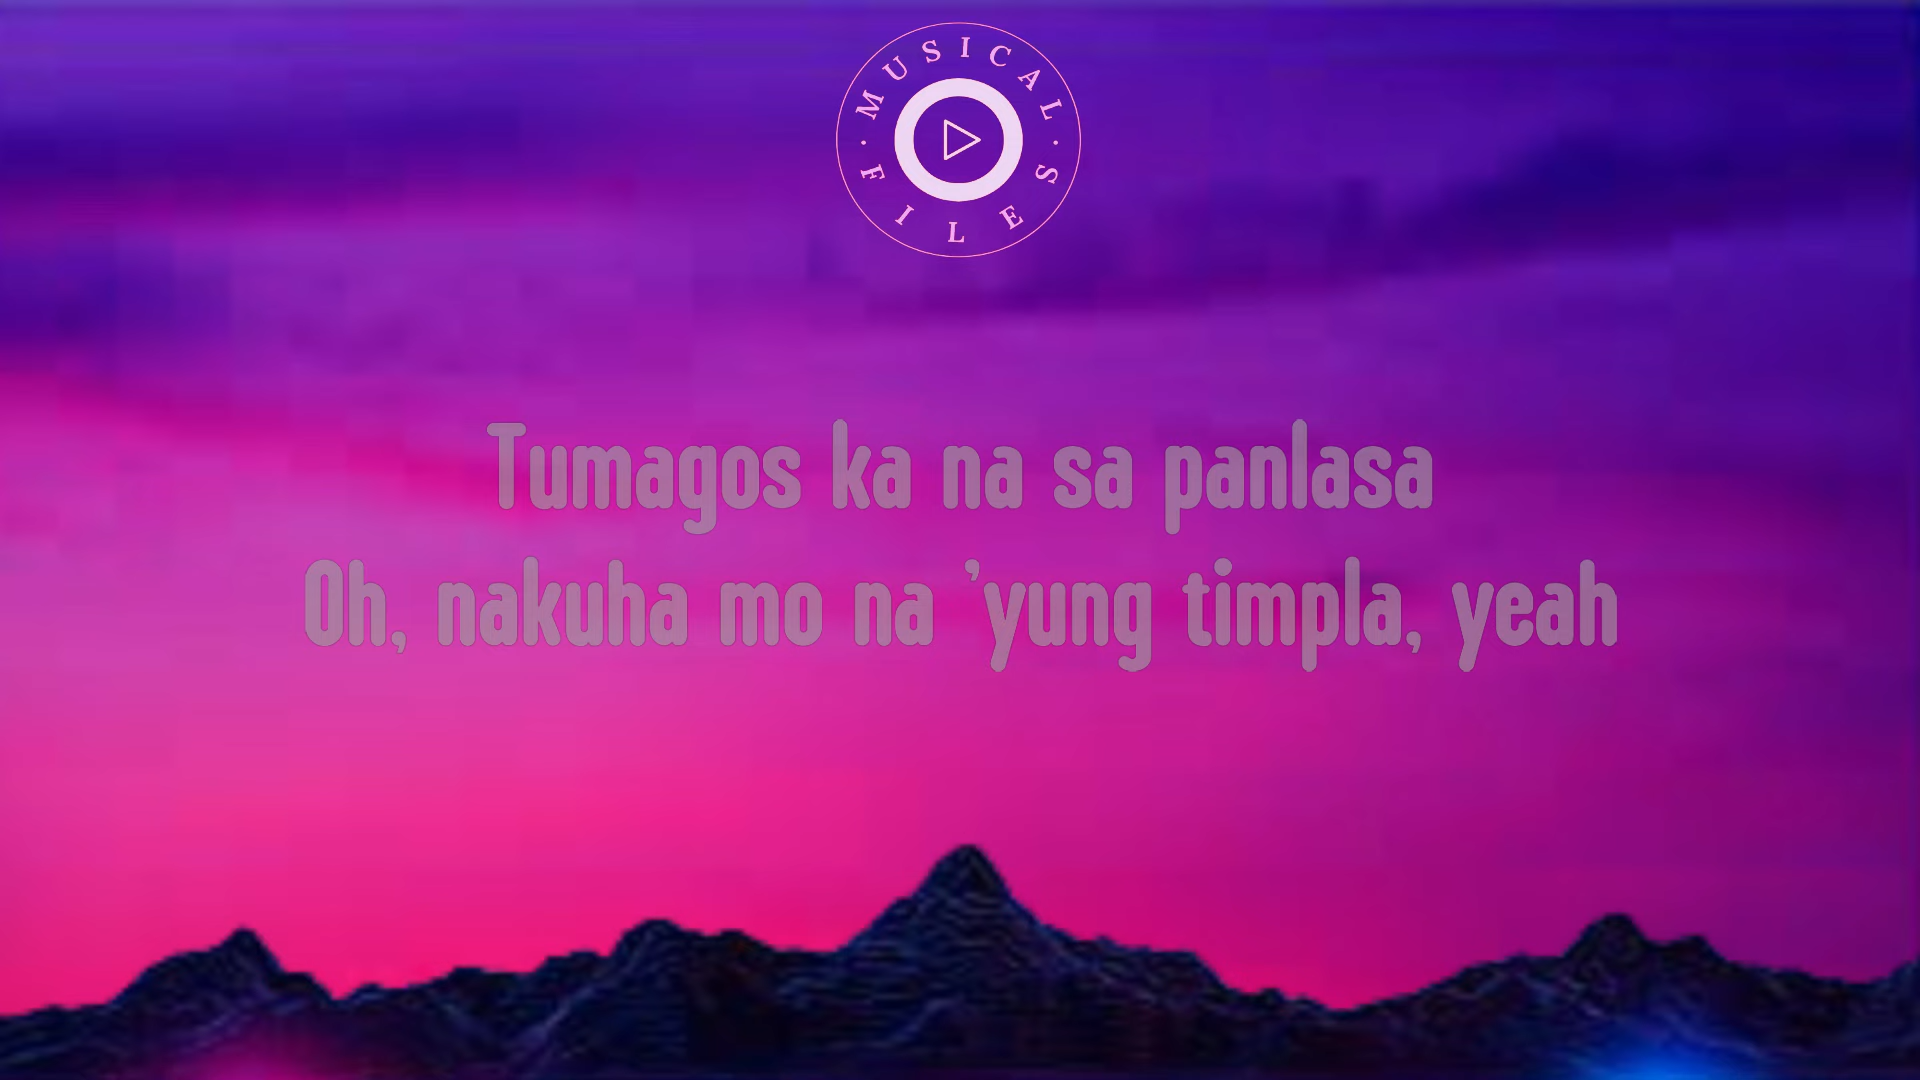 · MUSICAL ·
FILES
Tumagos ka na sa panlasa
Oh, nakuha mo na 'yung timpla, yeah